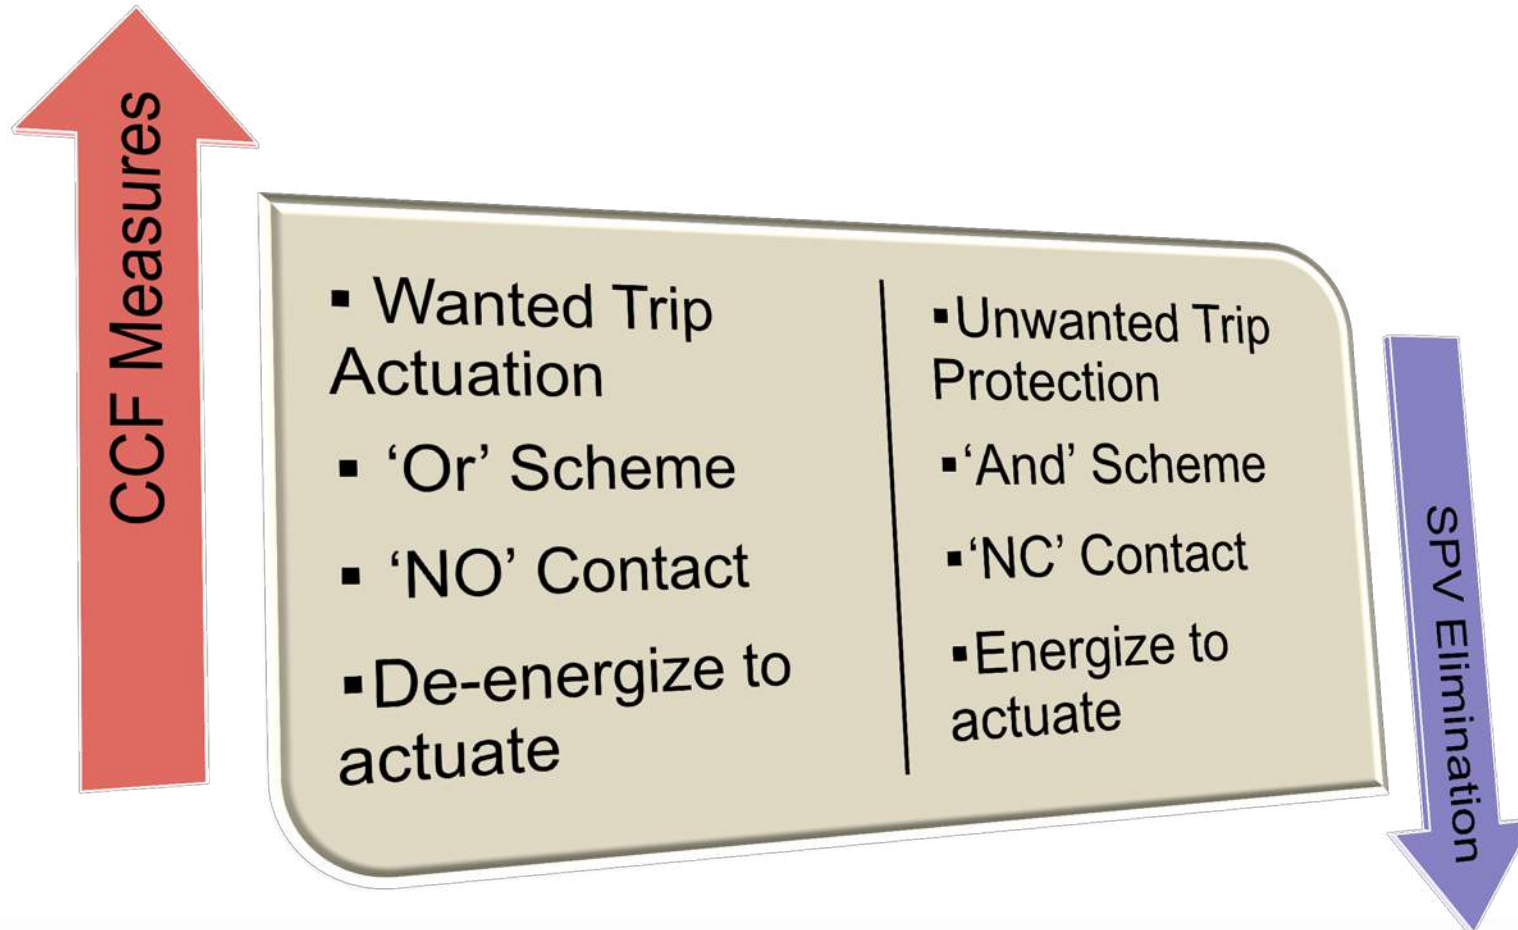 CCF Measures
▪ Wanted Trip
Actuation
▪ ‘Or’ Scheme
▪ ‘NO’ Contact
▪De-energize to
actuate
▪Unwanted Trip
Protection
▪‘And’ Scheme
▪‘NC’ Contact
▪Energize to
actuate
SPV Elimination